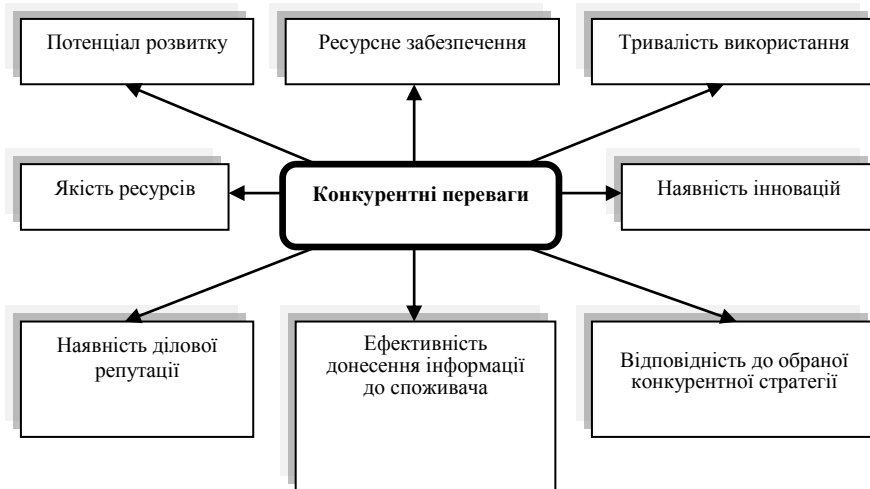 Потенціал розвитку
Ресурсне забезпечення
Тривалість використання
Якість ресурсів
Конкурентні переваги
Наявність інновацій
Наявність ділової
репутації
Ефективність
донесення інформації
до споживача
Відповідність до обраної
конкурентної стратегії